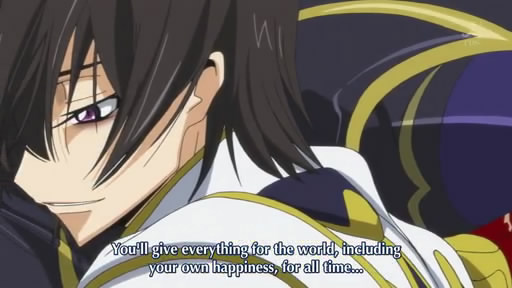 You'll give everything for the world, including
your own happiness, for all time...